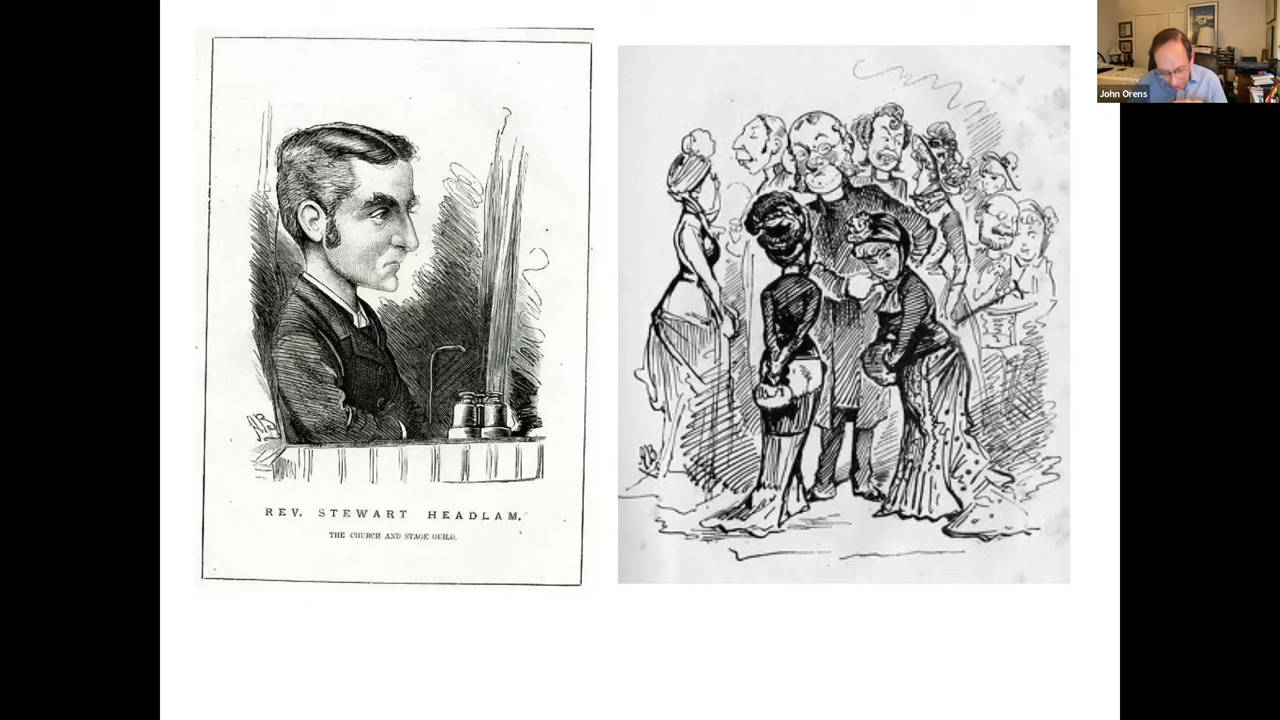 REV. STEWART HEADLAM,
THE CHURCH AND STAGE GUILD.
John Orens